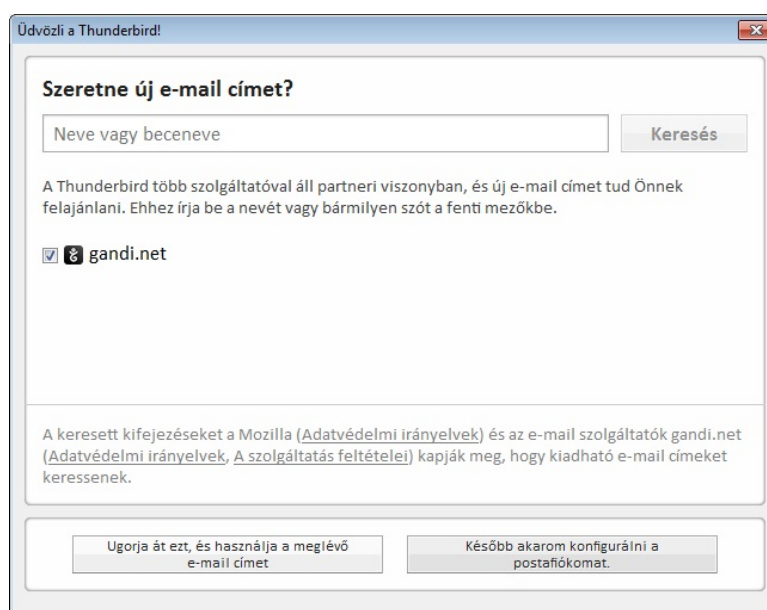 Üdvözli a Thunderbird!
Szeretne új e-mail címet?
Neve vagy beceneve
Keresés
A Thunderbird több szolgáltatóval áll partneri viszonyban, és új e-mail címet tud Önnek
felajánlani. Ehhez írja be a nevét vagy bármilyen szót a fenti mezőkbe.
gandi.net
A keresett kifejezéseket a Mozilla (Adatvédelmi irányelvek) és az e-mail szolgáltatók gandi.net
(Adatvédelmi irányelvek, A szolgáltatás feltételei) kapják meg, hogy kiadható e-mail címeket
keressenek.
Ugorja át ezt, és használja a meglévő
e-mail címet
Később akarom konfigurálni a
postafiókomat.